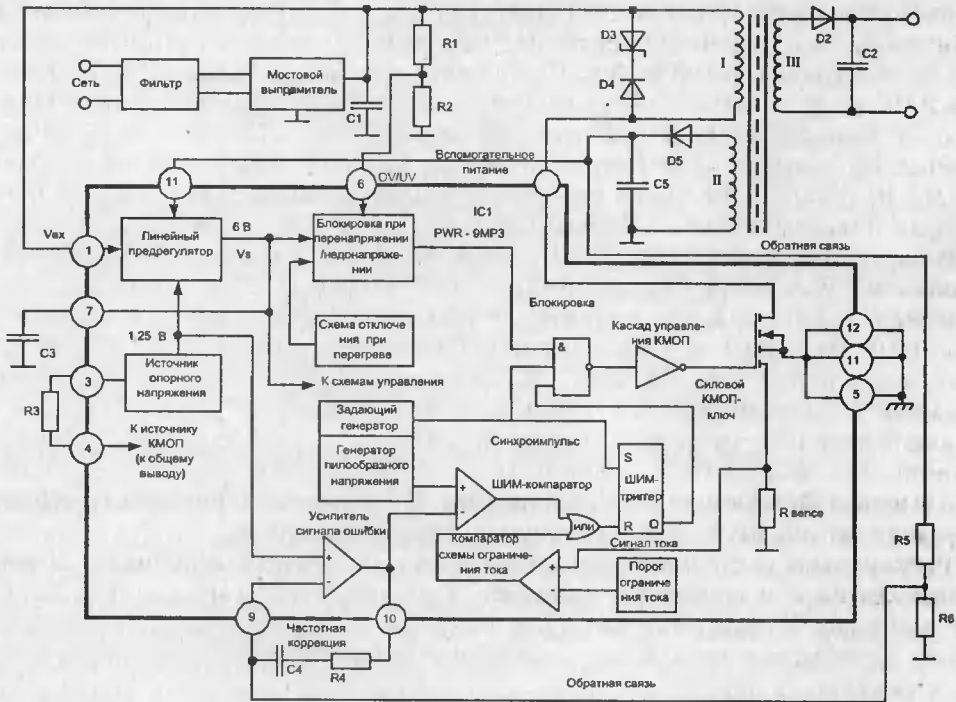 Сеть
Фильтр
Мостовой
выпрамитель
C1
R1
R2
D3
D4
I
III
D2
C2
11
6
OV/UV
Вспомогательное
питание
C5
D5
II
Vвх
1
Линейный
предрегулятор
6 В
Vs
Блокировка при
перенапряжении
/недонапряже-
нии
IC1
PWR - 9MP3
Обратная связь
7
C3
1,25 В
Схема отключе
ния при
перегреве
Блокировка
&
Каскад управле-
ния КМОП
12
11
5
3
Источник
опорного
напряжения
К схемам управления
Силовой
КМОП-
ключ
R3
4
К источнику
КМОП
(к общему
выводу)
Задающий
генератор
Генератор
пилообразного
напряжения
Синхроимпульс
S
ШИМ-
триггер
R
Q
+
-
ШИМ-компаратор
или
R sence
Усилитель
сигнала ошибки
+
-
Компаратор
схемы ограниче-
ния тока
Сигнал тока
+
Порог
ограниче
ния тока
R5
R6
9
10
Частотная
коррекция
C4
R4
Обратная связь